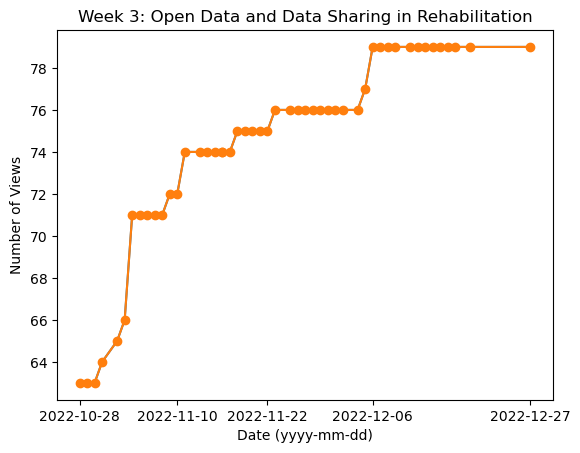 Week 3: Open Data and Data Sharing in Rehabilitation
Number of Views
78
76
74
72
70
68
66
64
2022-10-28 2022-11-10 2022-11-22 2022-12-06 2022-12-27
Date (yyyy-mm-dd)